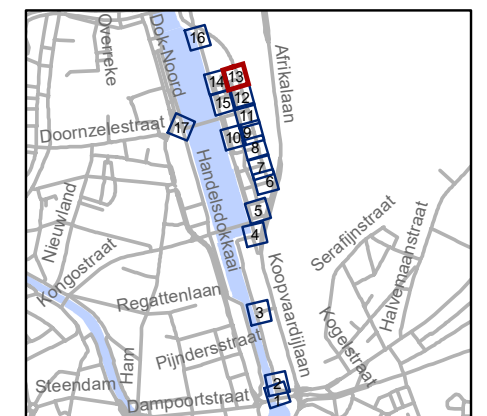 Overreke
Dok-Noord
16
Afrikalaan
14
13
15
12
11
Doornzelestraat
17
10
9
8
7
6
Handelsdokkaai
Nieuwland
5
4
Serafijnstraat
Halvemaanstraat
Kongostraat
Koopvaardijlaan
Regattenlaan
3
Kogelstraat
Pijndersstraat
Ham
Steendam
2
1
Dampoortstraat